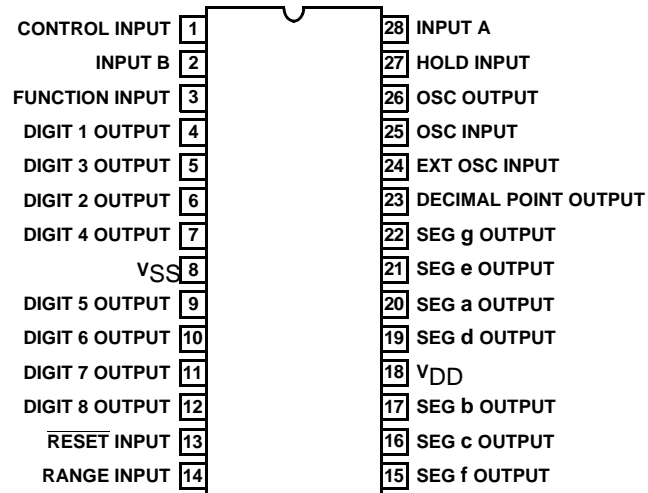 CONTROL INPUT 1 28 INPUT A
INPUT B 2 27 HOLD INPUT
FUNCTION INPUT 3 26 OSC OUTPUT
DIGIT 1 OUTPUT 4 25 OSC INPUT
DIGIT 3 OUTPUT 5 24 EXT OSC INPUT
DIGIT 2 OUTPUT 6 23 DECIMAL POINT OUTPUT
DIGIT 4 OUTPUT 7 22 SEG g OUTPUT
VSS 8 21 SEG e OUTPUT
DIGIT 5 OUTPUT 9 20 SEG a OUTPUT
DIGIT 6 OUTPUT 10 19 SEG d OUTPUT
DIGIT 7 OUTPUT 11 18 VDD
DIGIT 8 OUTPUT 12 17 SEG b OUTPUT
RESET INPUT 13 16 SEG c OUTPUT
RANGE INPUT 14 15 SEG f OUTPUT